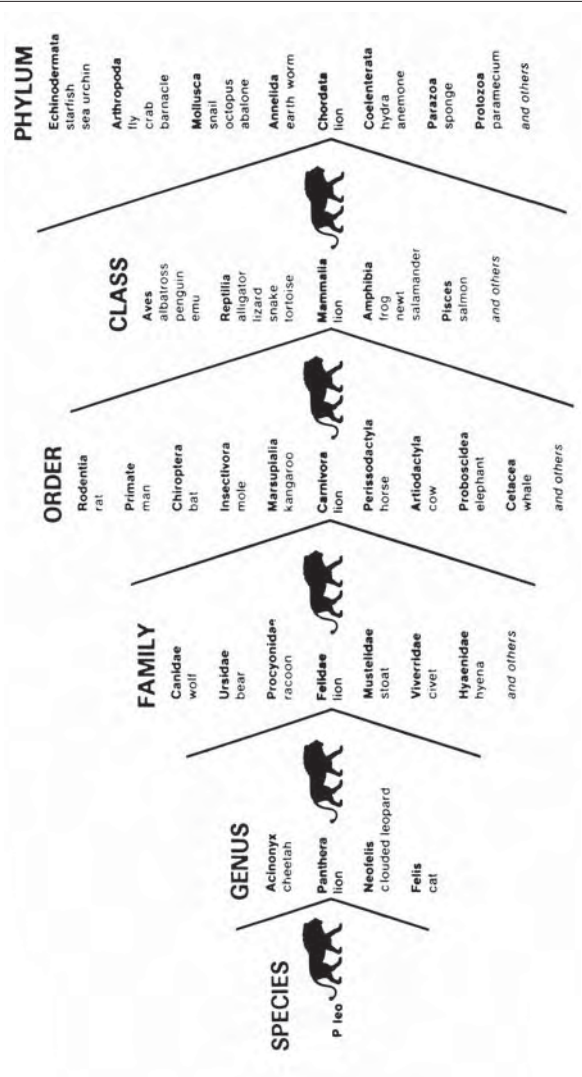 SPECIES
P leo
GENUS
Acinonyx
cheetah
Panthera
lion
Neofelis
clouded leopard
Felis
cat
FAMILY
Canidae
wolf
Ursidae
bear
Procyonidae
racoon
Felidae
lion
Mustelidae
stoat
Viverridae
civet
Hyaenidae
hyena
and others
ORDER
Rodentia
rat
Primate
man
Chiroptera
bat
Insectivora
mole
Marsupialia
kangaroo
Carnivora
lion
Perissodactyla
horse
Artiodactyla
cow
Proboscidea
elephant
Cetacea
whale
and others
CLASS
Aves
albatross
penguin
emu
Reptilia
alligator
lizard
snake
tortoise
Mammalia
lion
Amphibia
frog
newt
salamander
Pisces
salmon
and others
PHYLUM
Echinodermata
starfish
sea urchin
Arthropoda
fly
crab
barnacle
Mollusca
snail
octopus
abalone
Annelida
earth worm
Chordata
lion
Coelenterata
hydra
anemone
Parazoa
sponge
Protozoa
paramecium
and others